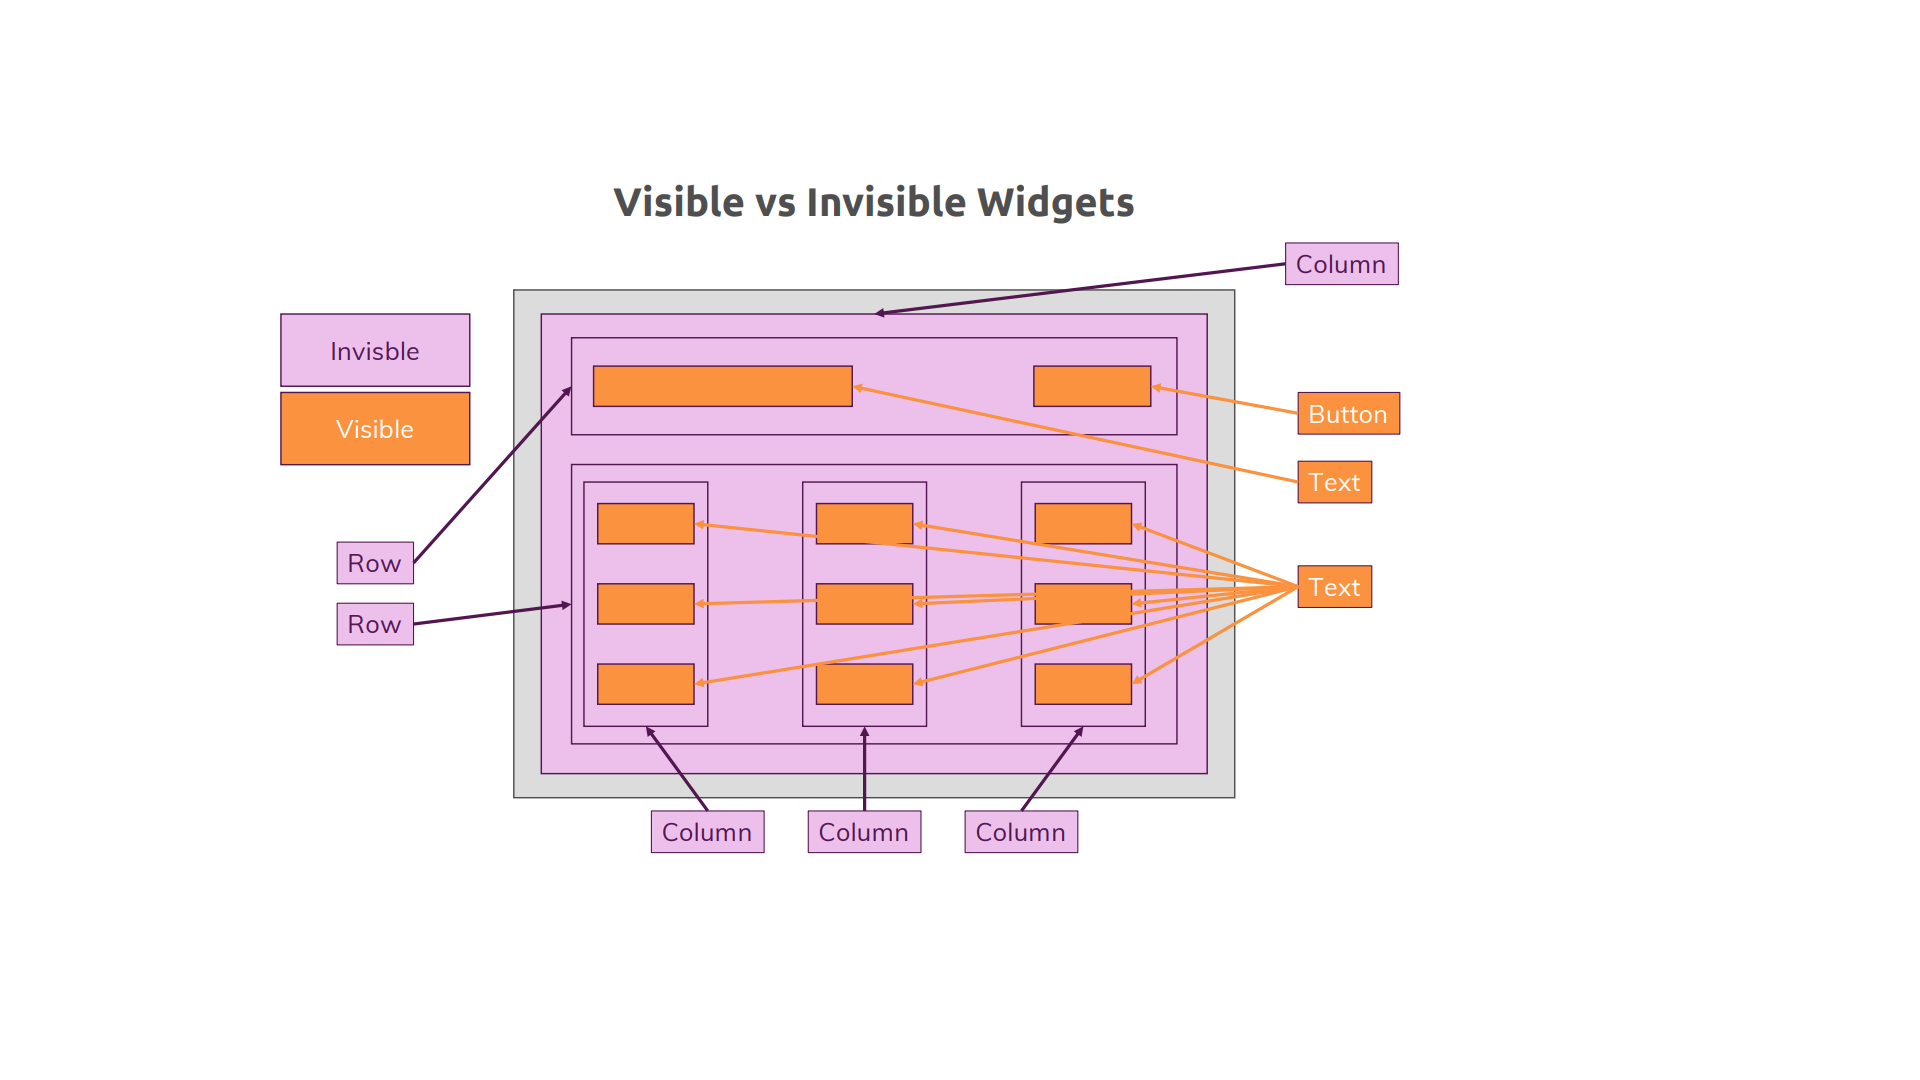 Visible vs Invisible Widgets
Column
Invisble
Visible
Button
Text
Row
Text
Row
Column
Column
Column